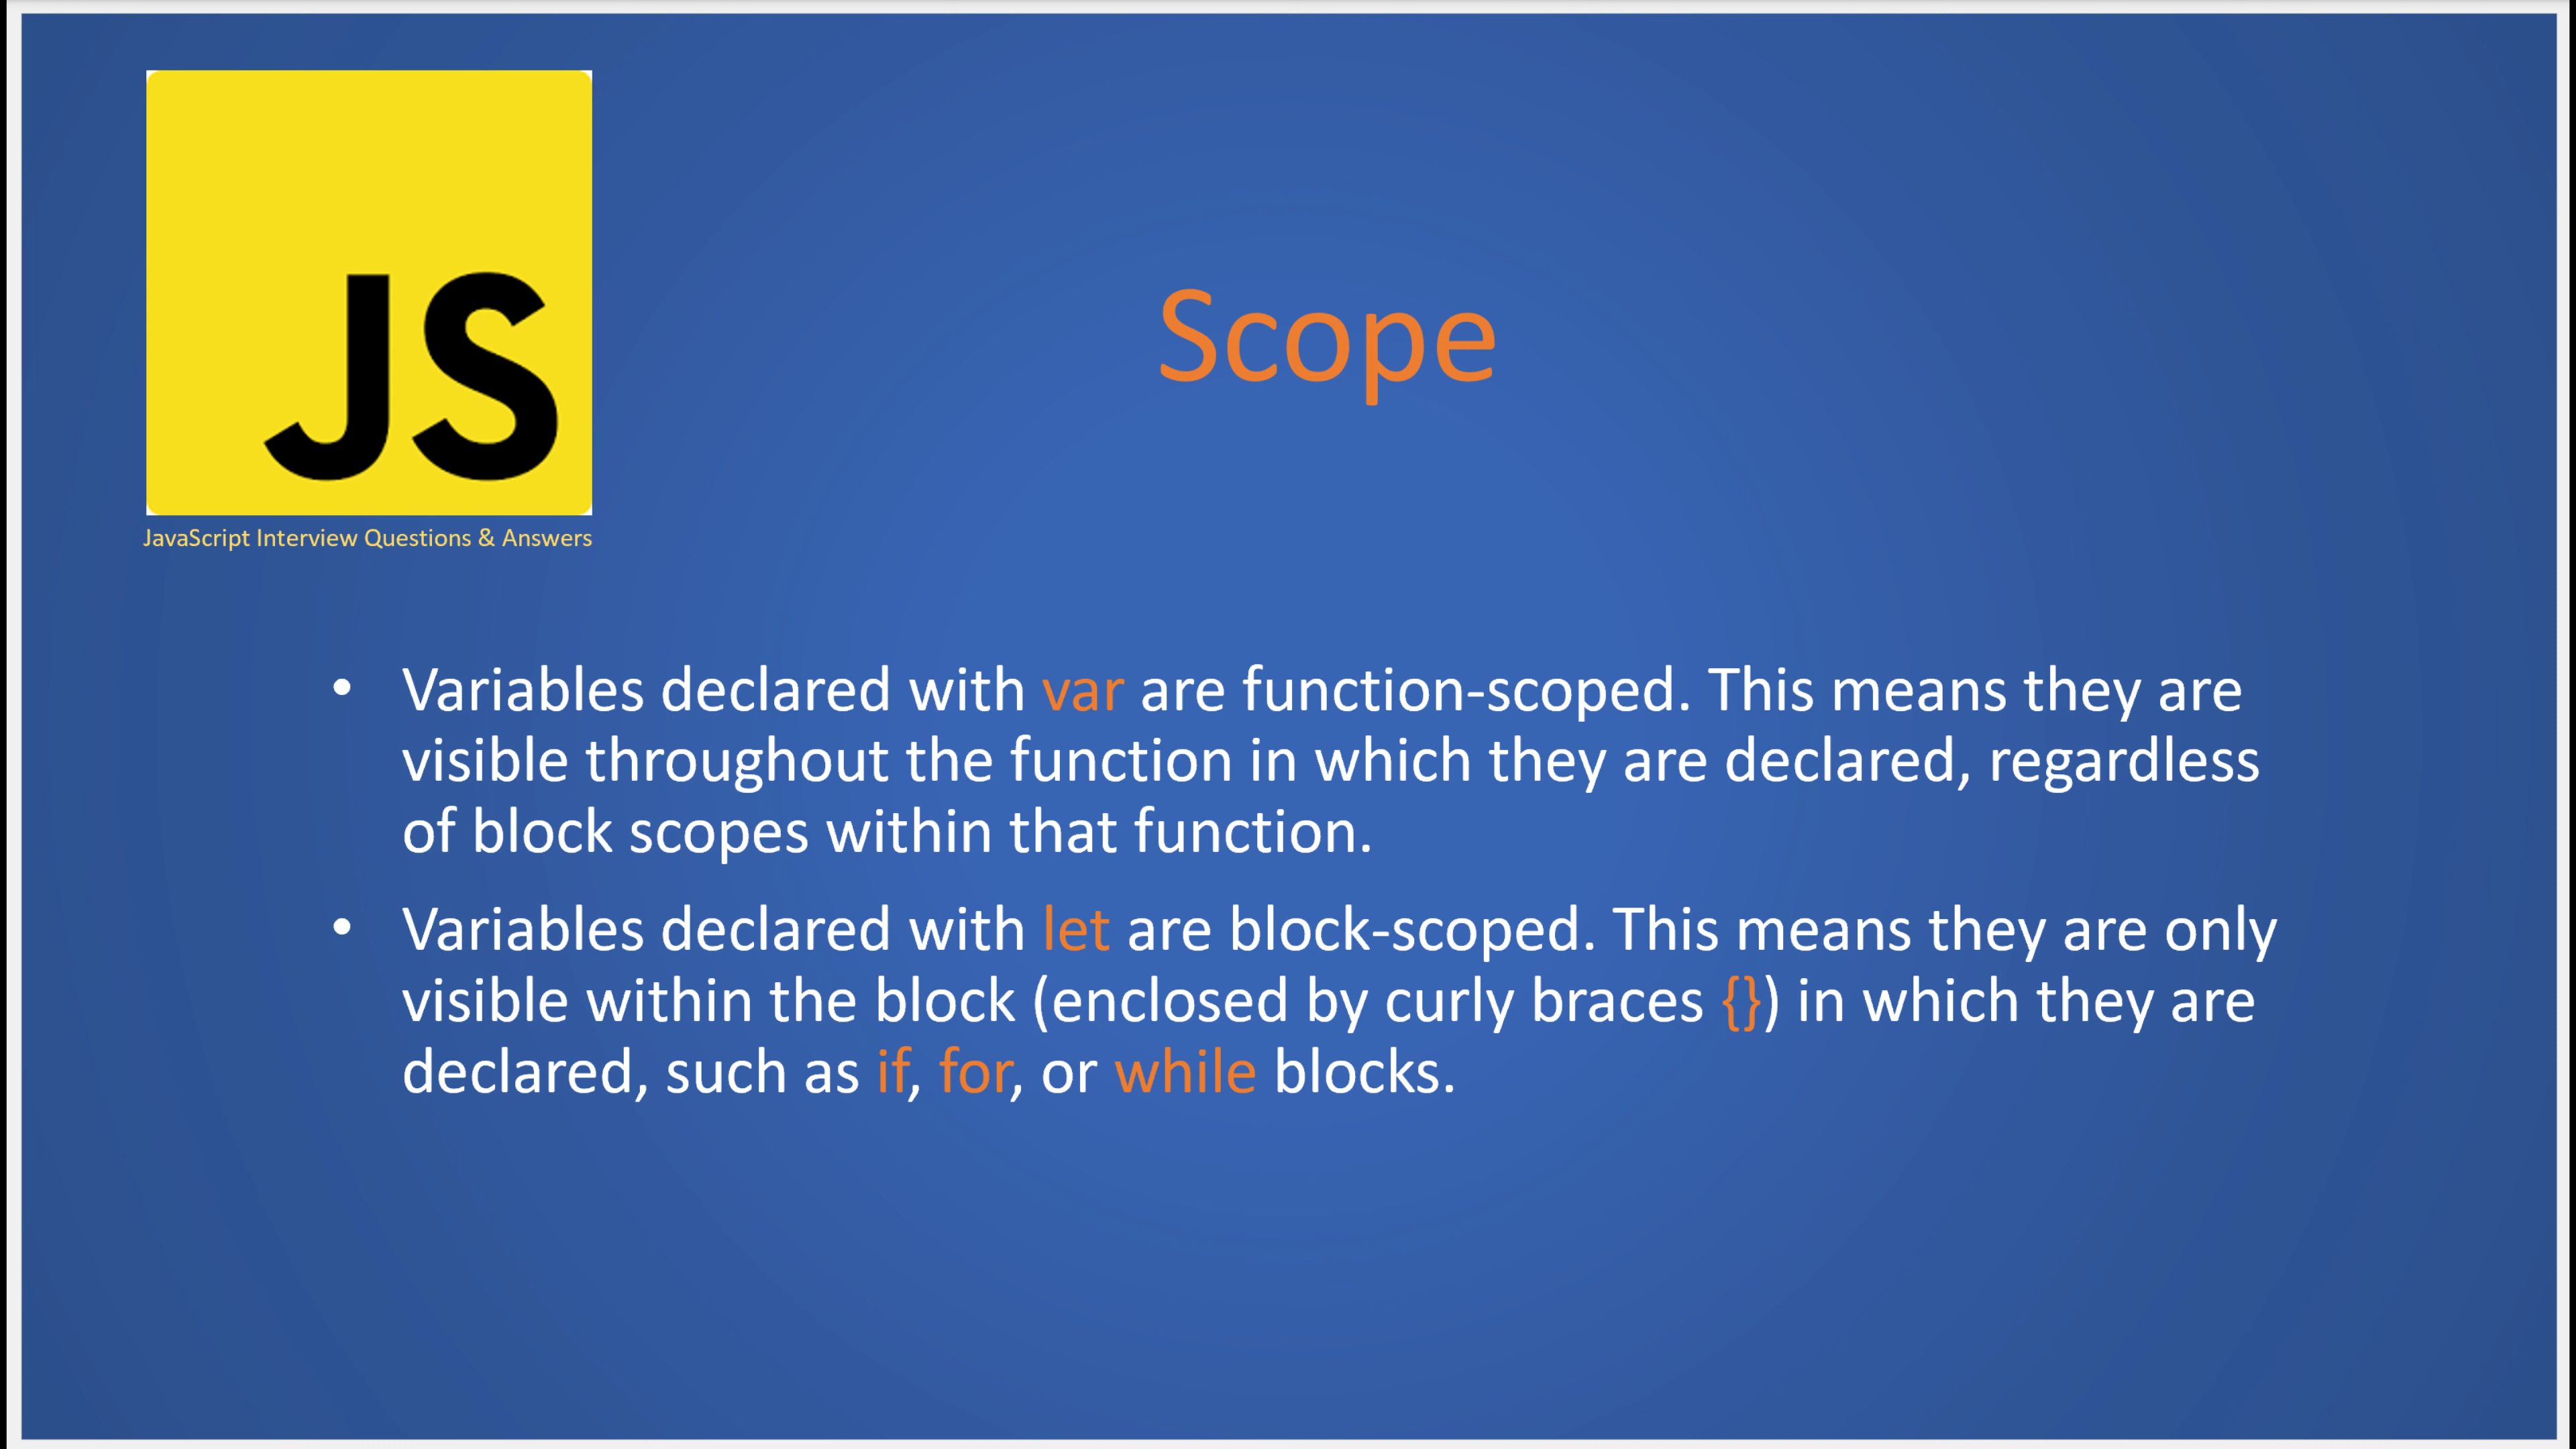 JS
JavaScript Interview Questions & Answers
Scope
• Variables declared with var are function-scoped. This means they are
visible throughout the function in which they are declared, regardless
of block scopes within that function.
• Variables declared with let are block-scoped. This means they are only
visible within the block (enclosed by curly braces {}) in which they are
declared, such as if, for, or while blocks.